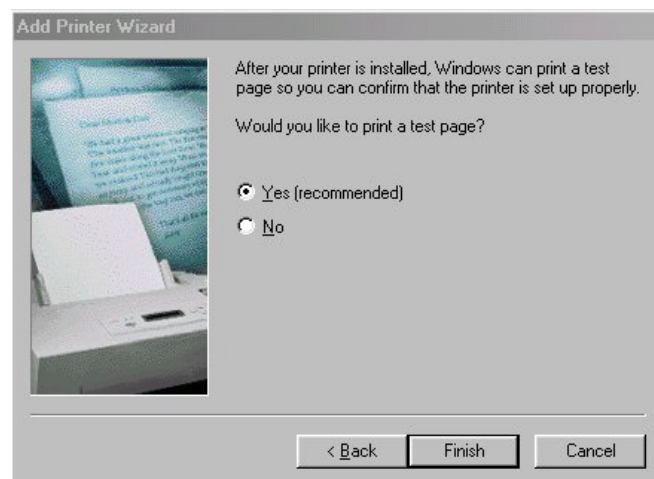 Add Printer Wizard
After your printer is installed, Windows can print a test
page so you can confirm that the printer is set up properly.
Would you like to print a test page?
Yes (recommended)
No
< Back
Finish
Cancel